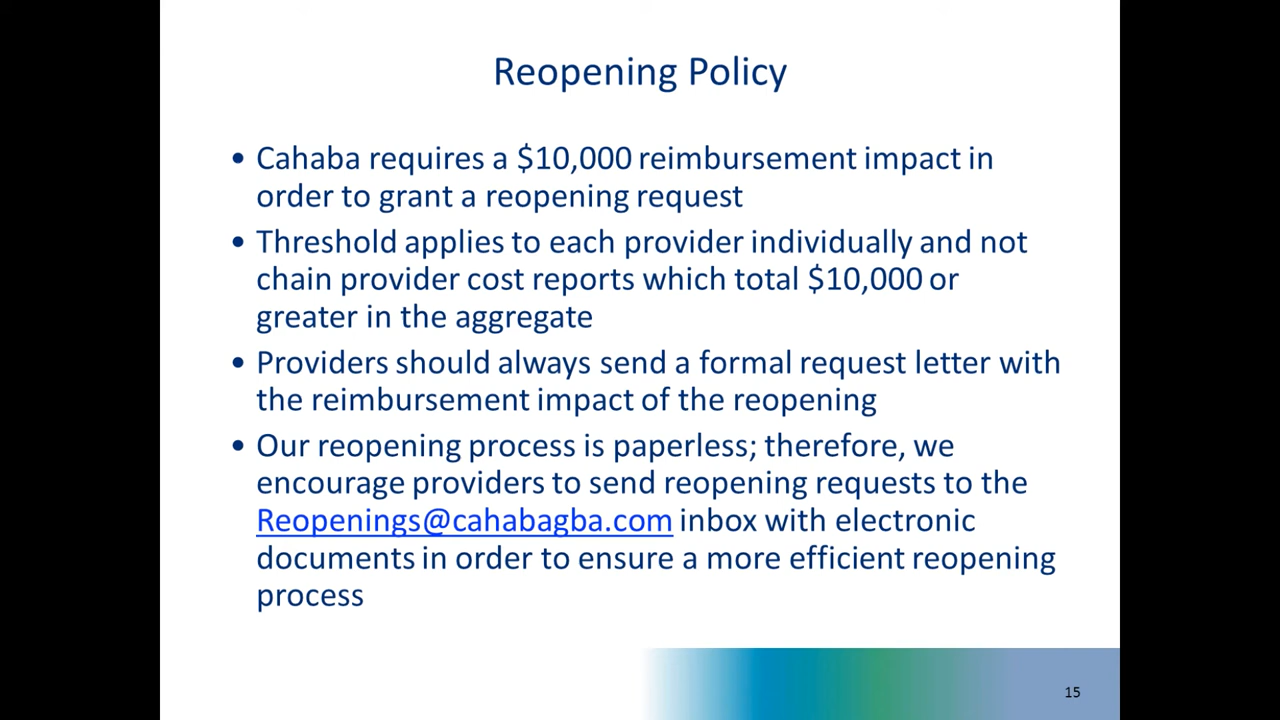 Reopening Policy
• Cahaba requires a $10,000 reimbursement impact in
order to grant a reopening request
• Threshold applies to each provider individually and not
chain provider cost reports which total $10,000 or
greater in the aggregate
• Providers should always send a formal request letter with
the reimbursement impact of the reopening
• Our reopening process is paperless; therefore, we
encourage providers to send reopening requests to the
Reopenings@cahabagba.com inbox with electronic
documents in order to ensure a more efficient reopening
process
15